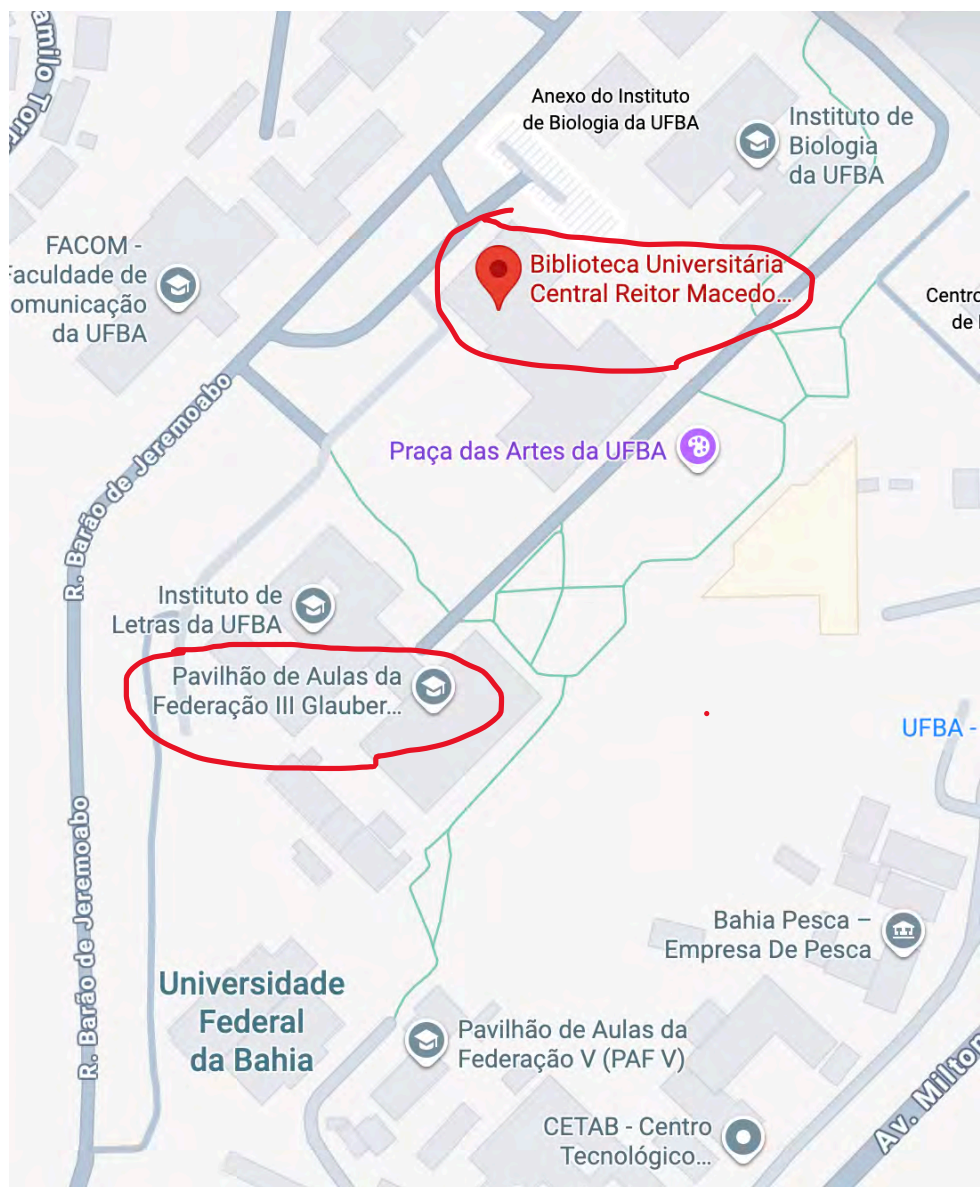 amilo Torr
Anexo do Instituto
de Biologia da UFBA
Instituto de
Biologia
da UFBA
FACOM -
Faculdade de
omunicação
da UFBA
Biblioteca Universitária
Central Reitor Macedo...
Centro
de
R. Barão de Jeremoabo
Praça das Artes da UFBA
Instituto de
Letras da UFBA
Pavilhão de Aulas da
Federação III Glauber...
UFBA -
R. Barão de Jeremoabo
Bahia Pesca –
Empresa De Pesca
Universidade
Federal
da Bahia
Pavilhão de Aulas da
Federação V (PAF V)
CETAB - Centro
Tecnológico...
Av. Milton